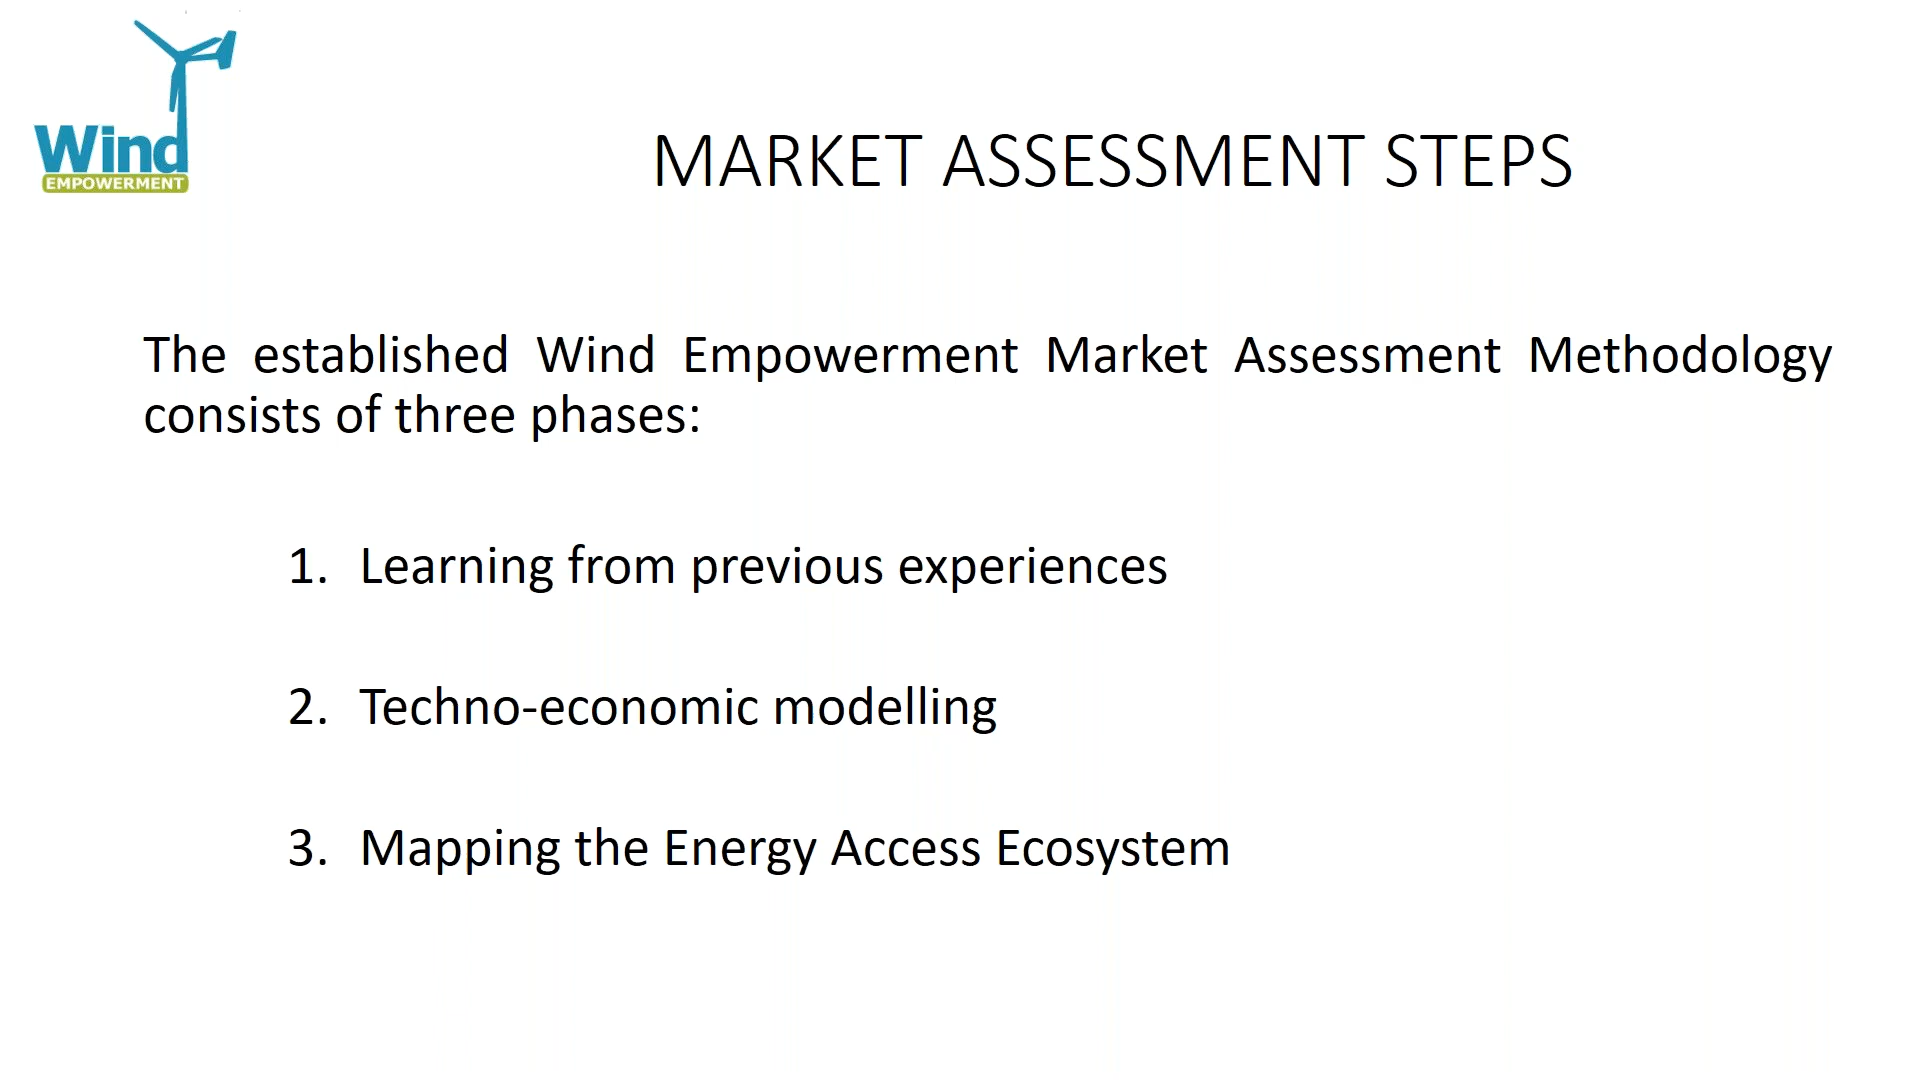 Wind
EMPOWERMENT
MARKET ASSESSMENT STEPS
The established Wind Empowerment Market Assessment Methodology
consists of three phases:
1. Learning from previous experiences
2. Techno-economic modelling
3. Mapping the Energy Access Ecosystem